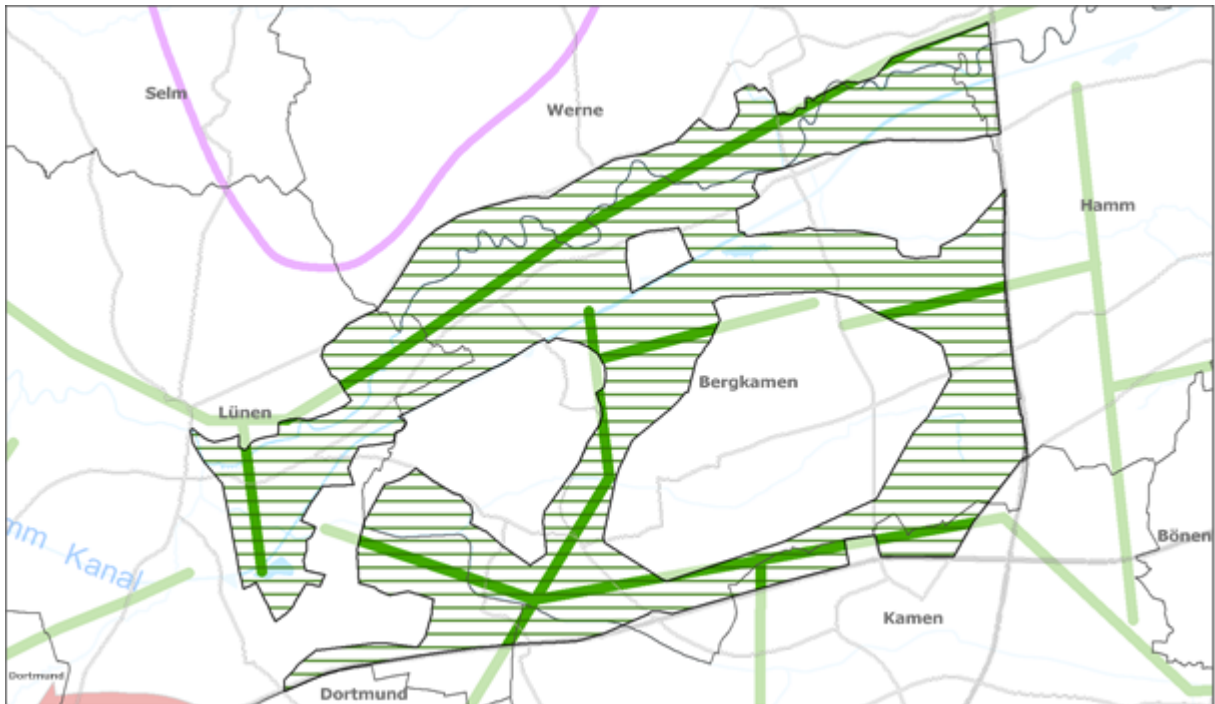 Selm
Werne
Hamm
Bergkamen
Lünen
mm Kanal
Bönen
Kamen
Dortmund
Dortmund